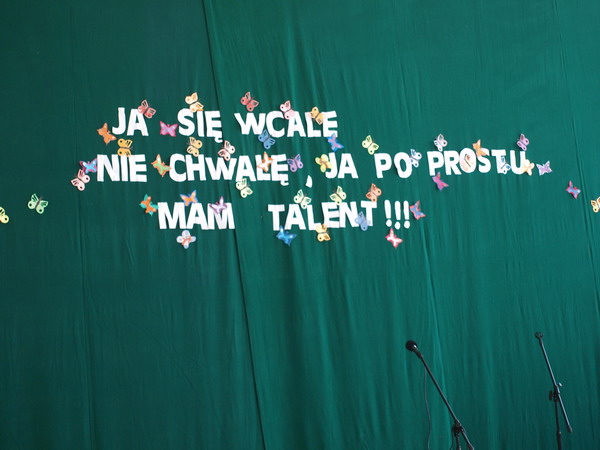 JA SIĘ WCALE
NIE CHWALĘ, JA PO PROSTU
MAM TALENT!!!